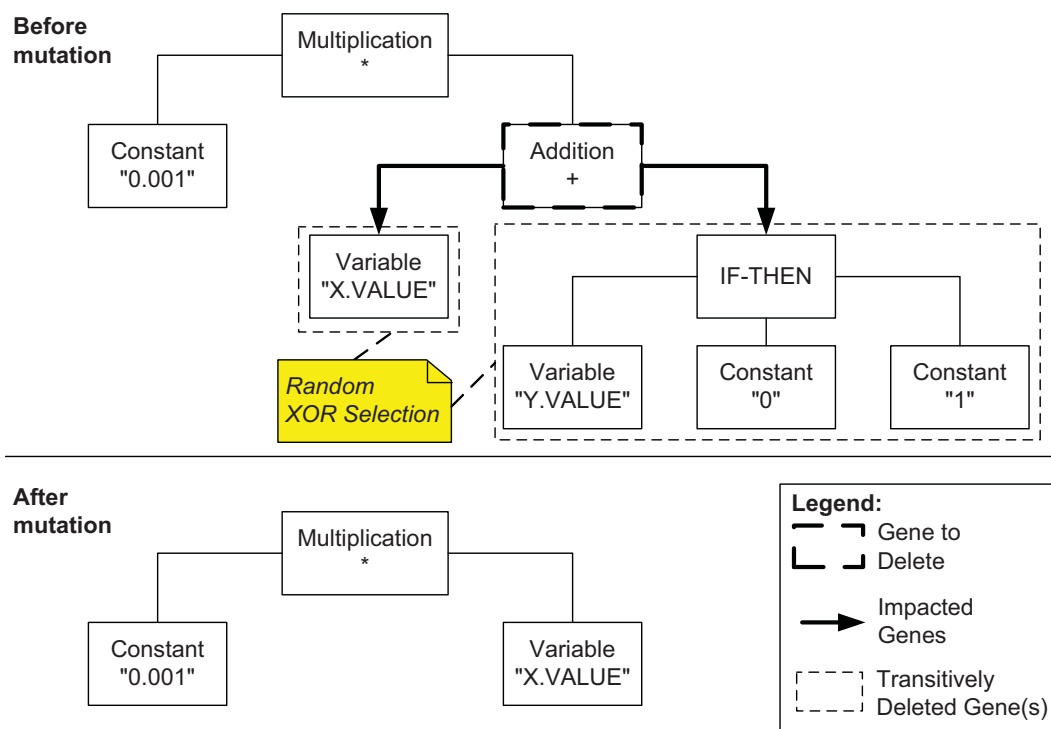 Before
mutation
Multiplication
*
Constant
"0.001"
Addition
+
Variable
"X.VALUE"
IF-THEN
Random
XOR Selection
Variable
"Y.VALUE"
Constant
"0"
Constant
"1"
After
mutation
Multiplication
*
Constant
"0.001"
Variable
"X.VALUE"
Legend:
Gene to
Delete
Impacted
Genes
Transitively
Deleted Gene(s)